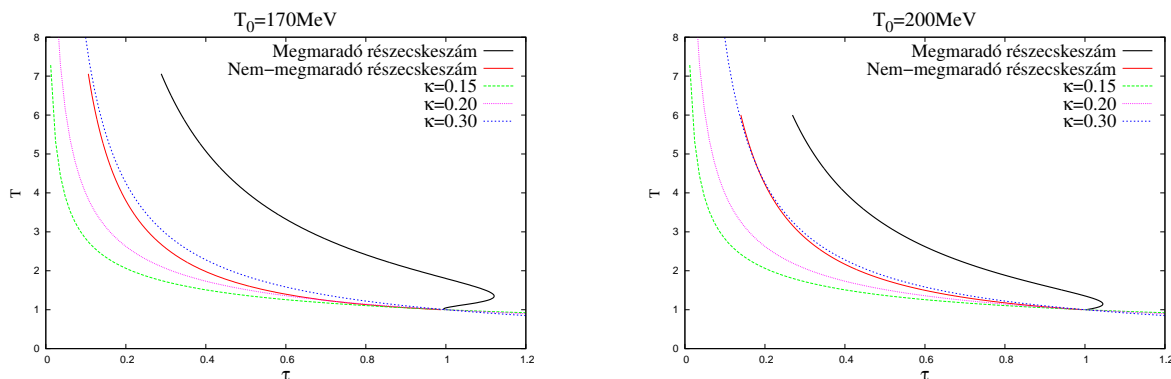 T₀=170MeV
8
7
6
5
4
3
2
1
0
T
0
0.2
0.4
0.6
0.8
1
1.2
τ
Megmaradó részecskeszám
Nem−megmaradó részecskeszám
κ=0.15
κ=0.20
κ=0.30
T₀=200MeV
8
7
6
5
4
3
2
1
0
T
0
0.2
0.4
0.6
0.8
1
1.2
τ
Megmaradó részecskeszám
Nem−megmaradó részecskeszám
κ=0.15
κ=0.20
κ=0.30